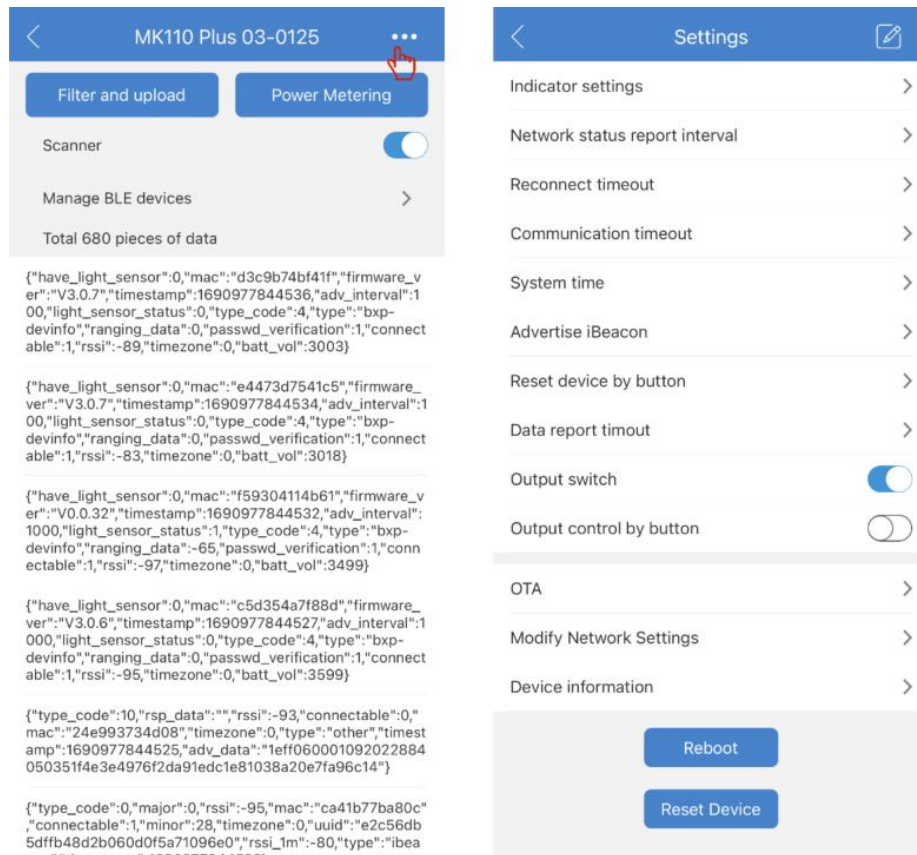 MK110 Plus 03-0125
Filter and upload
Power Metering
Scanner
Manage BLE devices
Total 680 pieces of data
{"have_light_sensor":0,"mac":"d3c9b74bf41f","firmware_v
er":"V3.0.7","timestamp":1690977844536,"adv_interval":1
00,"light_sensor_status":0,"type_code":4,"type":"bxp-
devinfo","ranging_data":0,"passwd_verification":1,"connect
able":1,"rssi":-89,"timezone":0,"batt_vol":3003}
{"have_light_sensor":0,"mac":"e4473d7541c5","firmware_
ver":"V3.0.7","timestamp":1690977844534,"adv_interval":1
00,"light_sensor_status":0,"type_code":4,"type":"bxp-
devinfo","ranging_data":0,"passwd_verification":1,"connect
able":1,"rssi":-83,"timezone":0,"batt_vol":3018}
{"have_light_sensor":0,"mac":"f59304114b61","firmware_v
er":"V0.0.32","timestamp":1690977844532,"adv_interval":
1000,"light_sensor_status":1,"type_code":4,"type":"bxp-
devinfo","ranging_data":-65,"passwd_verification":1,"conn
ectable":1,"rssi":-97,"timezone":0,"batt_vol":3499}
{"have_light_sensor":0,"mac":"c5d354a7f88d","firmware_
ver":"V3.0.6","timestamp":1690977844527,"adv_interval":1
000,"light_sensor_status":0,"type_code":4,"type":"bxp-
devinfo","ranging_data":0,"passwd_verification":1,"connect
able":1,"rssi":-95,"timezone":0,"batt_vol":3599}
{"type_code":10,"rsp_data":"","rssi":-93,"connectable":0,"
mac":"24e993734d08","timezone":0,"type":"other","timest
amp":1690977844525,"adv_data":"1eff060001092022884
050351f4e3e4976f2da91edc1e81038a20e7fa96c14"}
{"type_code":0,"major":0,"rssi":-95,"mac":"ca41b77ba80c"
,"connectable":1,"minor":28,"timezone":0,"uuid":"e2c56db
5dffb48d2b060d0f5a71096e0","rssi_1m":-80,"type":"ibea
Settings
Indicator settings
Network status report interval
Reconnect timeout
Communication timeout
System time
Advertise iBeacon
Reset device by button
Data report timout
Output switch
Output control by button
OTA
Modify Network Settings
Device information
Reboot
Reset Device